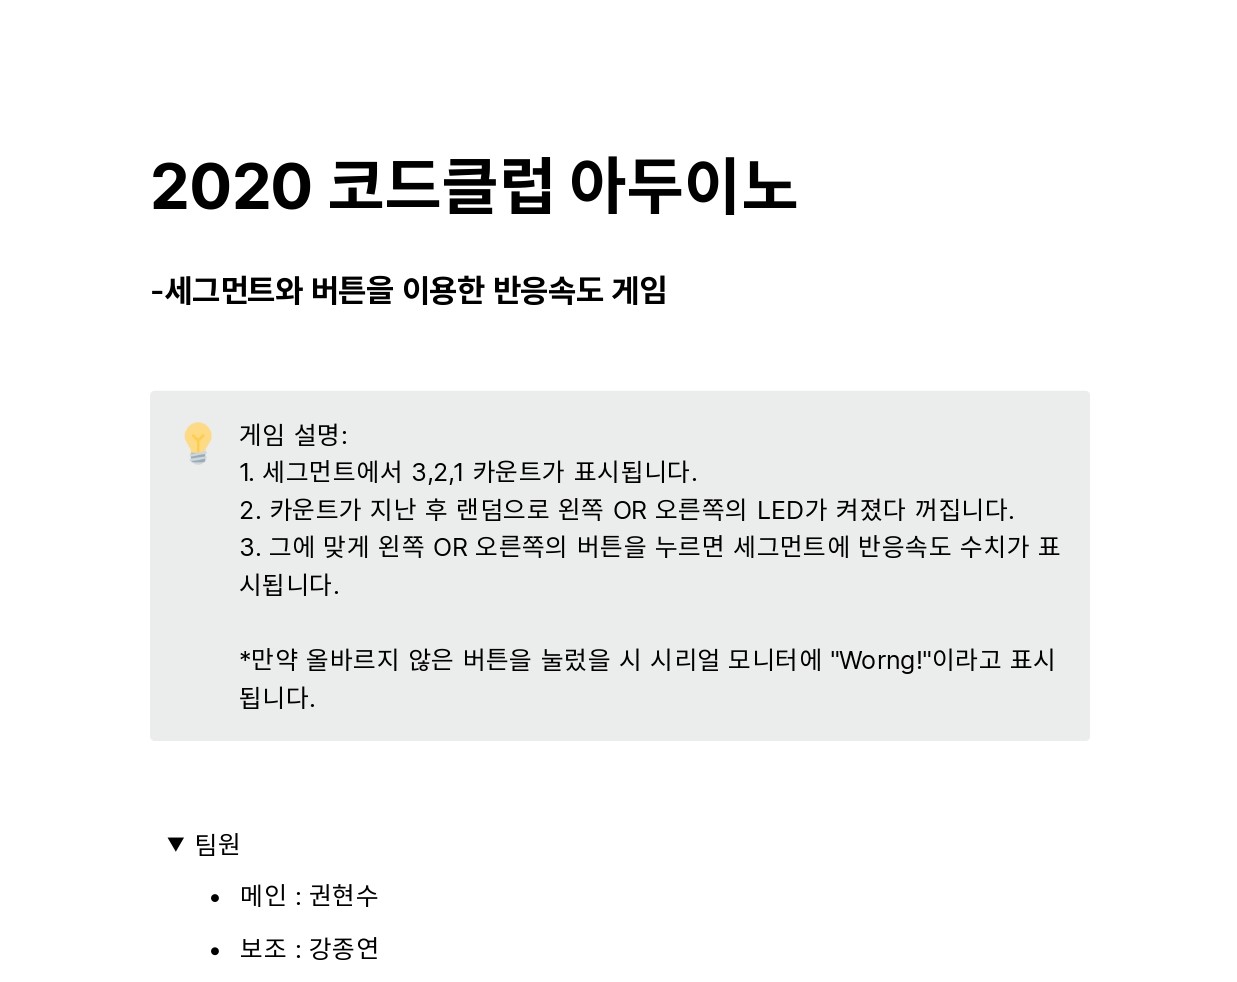 2020 코드클럽 아두이노
-세그먼트와 버튼을 이용한 반응속도 게임
게임 설명:
1. 세그먼트에서 3,2,1 카운트가 표시됩니다.
2. 카운트가 지난 후 랜덤으로 왼쪽 OR 오른쪽의 LED가 켜졌다 꺼집니다.
3. 그에 맞게 왼쪽 OR 오른쪽의 버튼을 누르면 세그먼트에 반응속도 수치가 표
시됩니다.
*만약 올바르지 않은 버튼을 눌렀을 시 시리얼 모니터에 "Worng!"이라고 표시
됩니다.
▼ 팀원
• 메인 : 권현수
• 보조 : 강종연